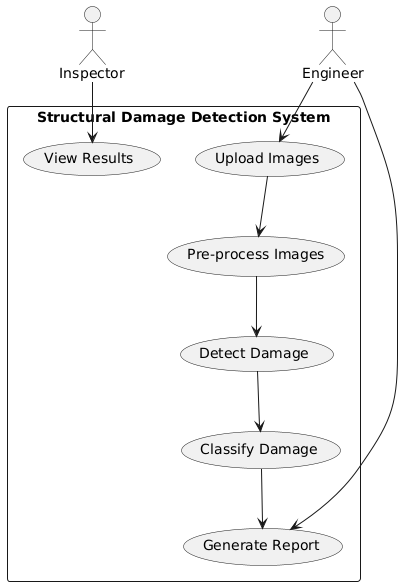 Inspector
Engineer
Structural Damage Detection System
View Results
Upload Images
Pre-process Images
Detect Damage
Classify Damage
Generate Report